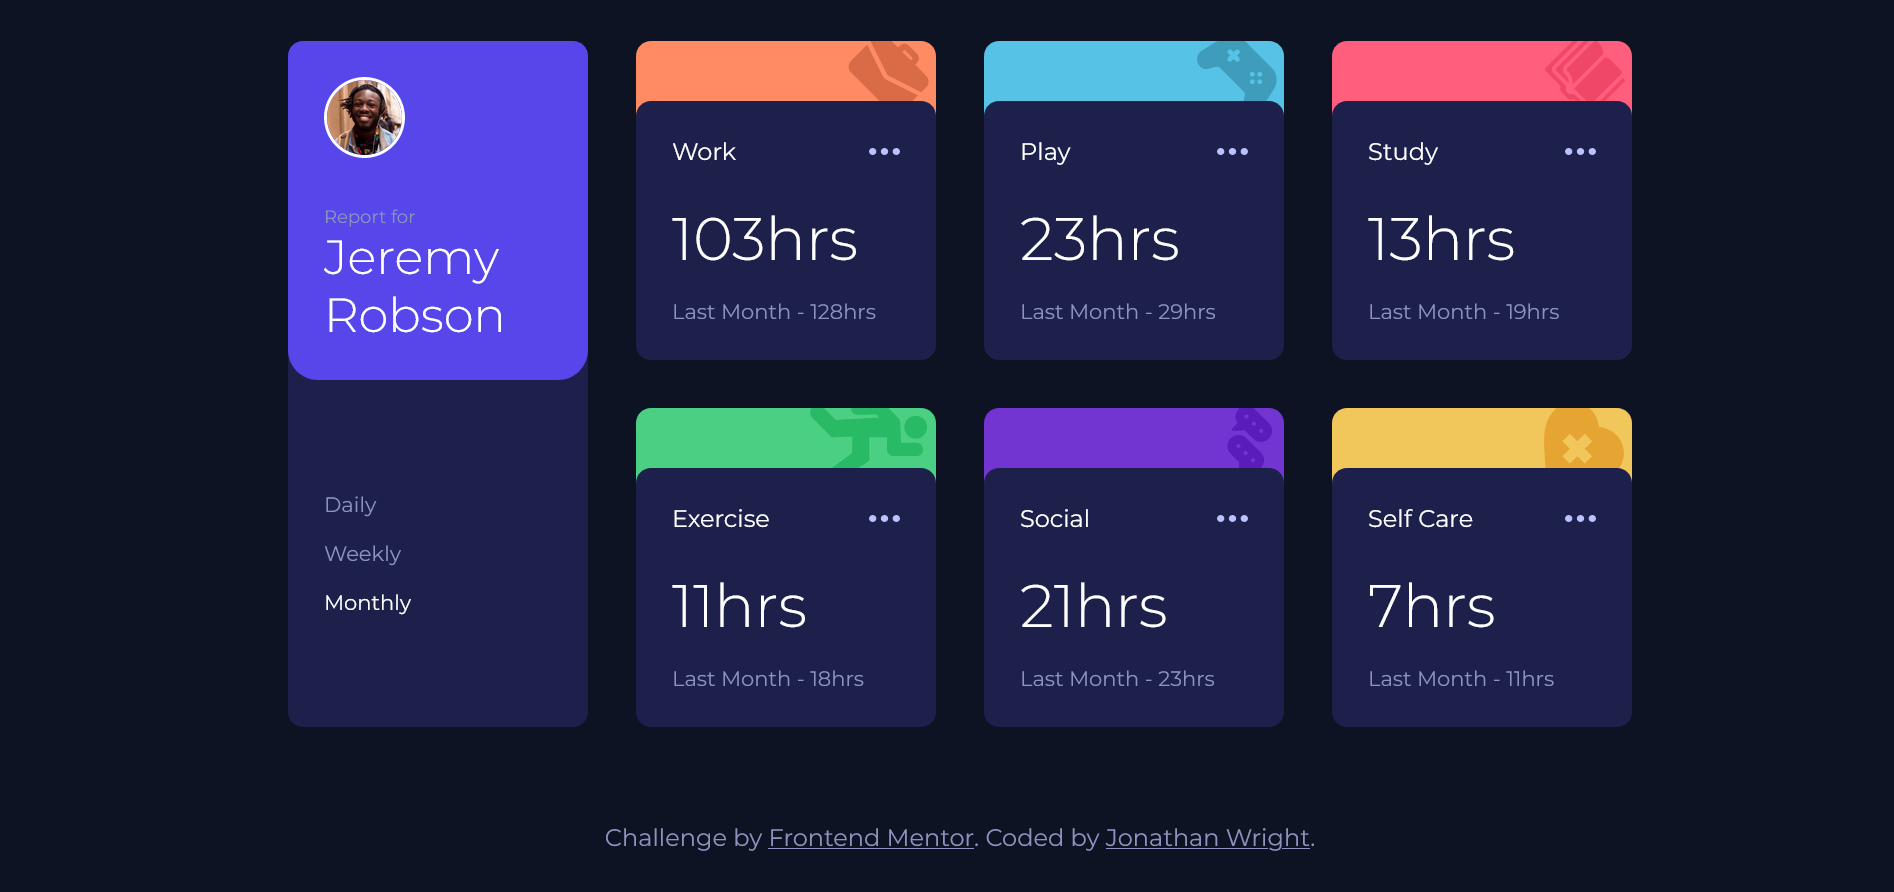 Report for
Jeremy
Robson
Daily
Weekly
Monthly
Work
103hrs
Last Month - 128hrs
Play
23hrs
Last Month - 29hrs
Study
13hrs
Last Month - 19hrs
Exercise
11hrs
Last Month - 18hrs
Social
21hrs
Last Month - 23hrs
Self Care
7hrs
Last Month - 11hrs
Challenge by Frontend Mentor. Coded by Jonathan Wright.